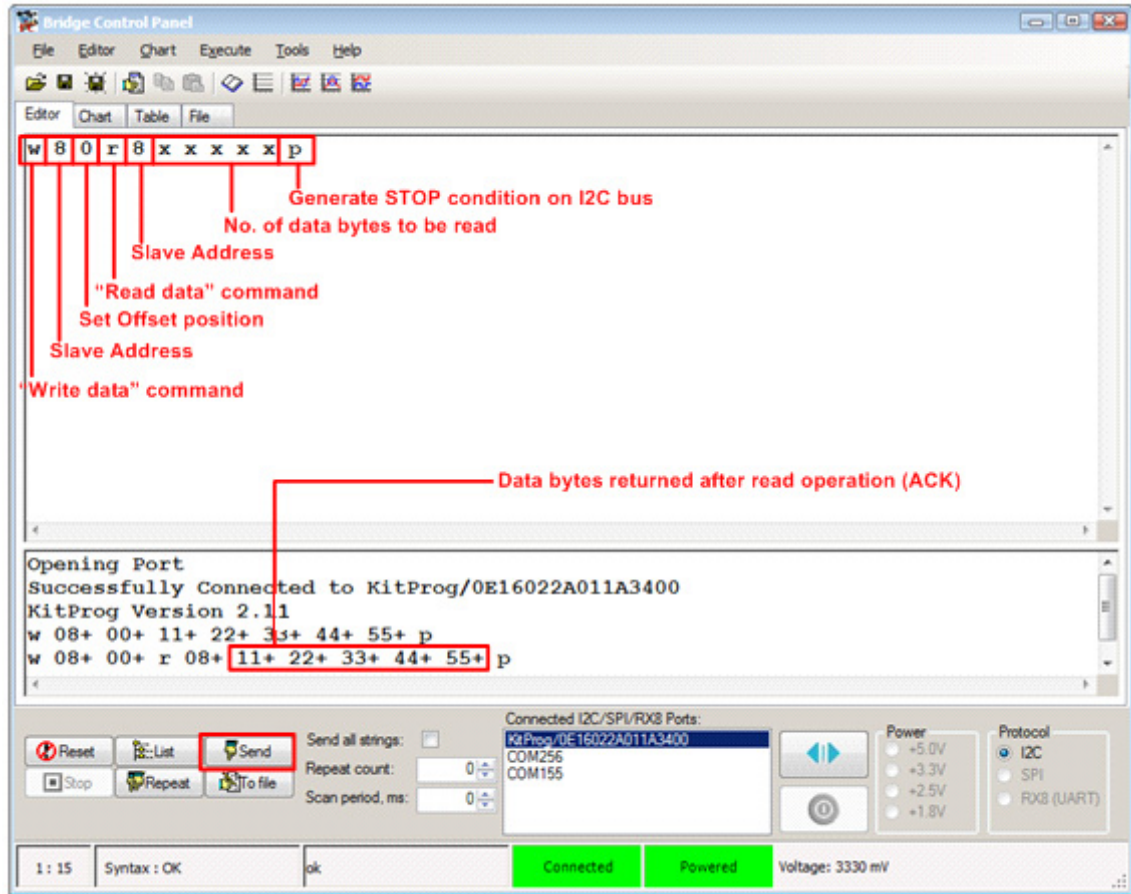 Bridge Control Panel
File Editor Chart Execute Tools Help
Editor Chart Table File
w 8 0 r 8 x x x x x p
Generate STOP condition on I2C bus
No. of data bytes to be read
Slave Address
"Read data" command
Set Offset position
Slave Address
"Write data" command
Data bytes returned after read operation (ACK)
Opening Port
Successfully Connected to KitProg/0E16022A011A3400
KitProg Version 2.11
w 08+ 00+ 11+ 22+ 33+ 44+ 55+ p
w 08+ 00+ r 08+ 11+ 22+ 33+ 44+ 55+ p
Connected I2C/SPI/RX8 Ports:
Reset List Send Send all strings: KitProg/0E16022A011A3400 Power Protocol
COM256 +5.0V I2C
Stop Repeat To file Repeat count: 0 COM155 +3.3V SPI
Scan period, ms: 0 +2.5V RX8 (UART)
+1.8V
1 : 15 Syntax : OK ok Connected Powered Voltage: 3330 mV